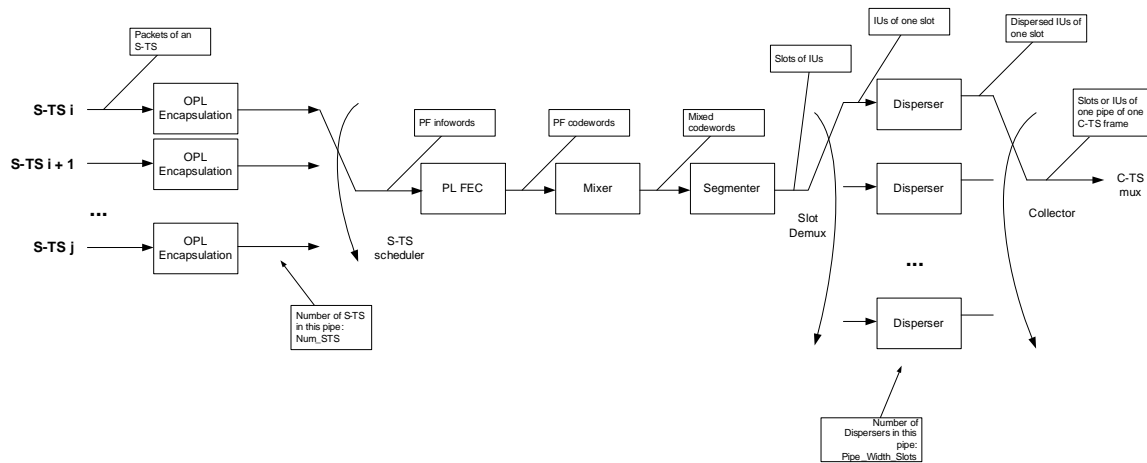 Packets of an
S-TS
S-TS i
OPL
Encapsulation
S-TS i + 1
OPL
Encapsulation
...
S-TS j
OPL
Encapsulation
Number of S-TS
in this pipe:
Num_STS
S-TS
scheduler
PF infowords
PL FEC
PF codewords
Mixer
Mixed
codewords
Segmenter
Slots of IUs
Slot
Demux
IUs of one slot
Disperser
Disperser
...
Disperser
Number of
Dispersers in this
pipe:
Pipe_Width_Slots
Dispersed IUs of
one slot
Collector
Slots or IUs of
one pipe of one
C-TS frame
C-TS
mux